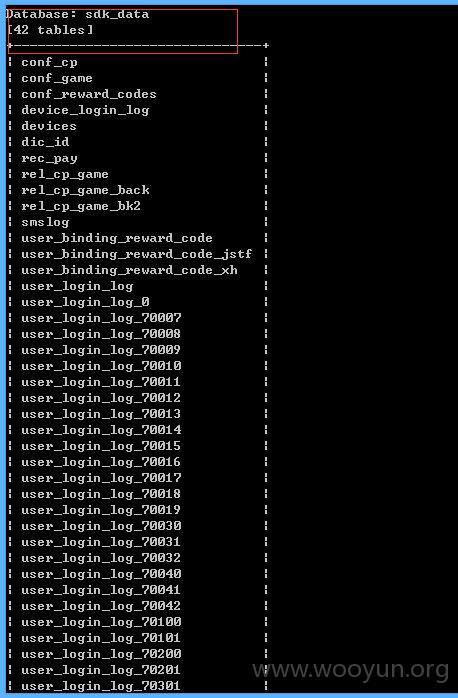 Database: sdk_data
[42 tables]
+------------------------------+
| conf_cp                      |
| conf_game                    |
| conf_reward_codes            |
| device_login_log             |
| devices                      |
| dic_id                       |
| rec_pay                      |
| rel_cp_game                  |
| rel_cp_game_back             |
| rel_cp_game_bk2              |
| smslog                       |
| user_binding_reward_code     |
| user_binding_reward_code_jstf |
| user_binding_reward_code_xh  |
| user_login_log               |
| user_login_log_0             |
| user_login_log_70007         |
| user_login_log_70008         |
| user_login_log_70009         |
| user_login_log_70010         |
| user_login_log_70011         |
| user_login_log_70012         |
| user_login_log_70013         |
| user_login_log_70014         |
| user_login_log_70015         |
| user_login_log_70016         |
| user_login_log_70017         |
| user_login_log_70018         |
| user_login_log_70019         |
| user_login_log_70030         |
| user_login_log_70031         |
| user_login_log_70032         |
| user_login_log_70040         |
| user_login_log_70041         |
| user_login_log_70042         |
| user_login_log_70100         |
| user_login_log_70101         |
| user_login_log_70200         |
| user_login_log_70201         |
| user_login_log_70301         |
www.wooyun.org